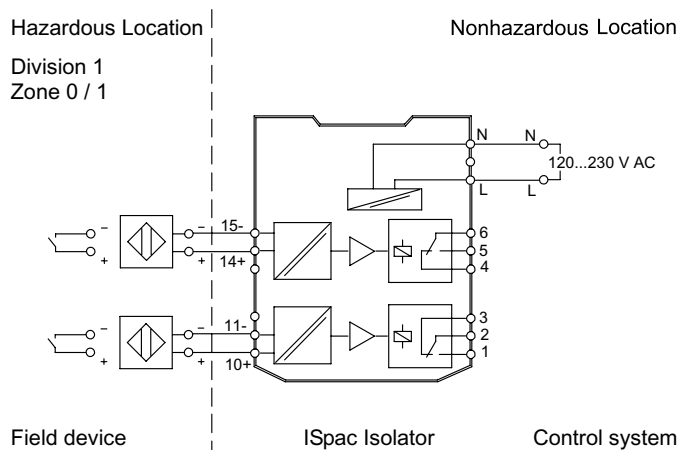 Hazardous Location
Nonhazardous Location
Division 1
Zone 0 / 1
N
N
120...230 V AC
L
L
– – 15- 6
5
+ + 14+ 4
3
– – 11- 2
+ + 10+ 1
Field device
ISpac Isolator
Control system